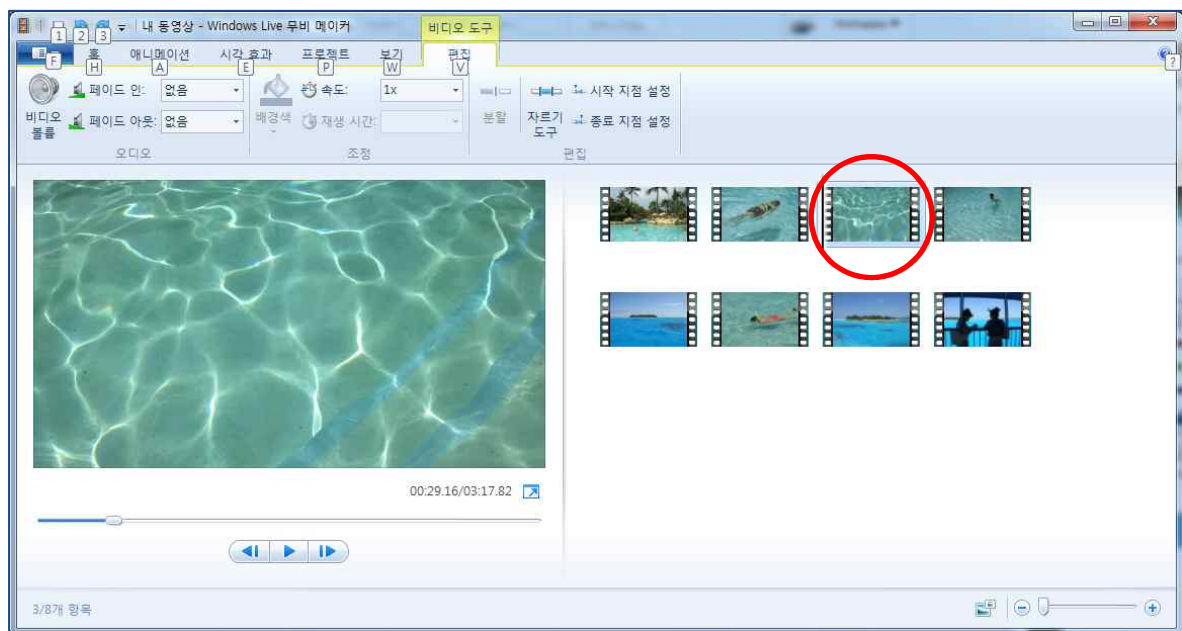 1 2 3 내 동영상 - Windows Live 무비 메이커 비디오 도구
F 홈 애니메이션 시각 효과 프로젝트 보기 편집
H A E P W V ?
페이드 인: 없음 속도: 1x 시작 지점 설정
비디오 볼륨 페이드 아웃: 없음 배경색 재생 시간: 분할 자르기 도구 종료 지점 설정
오디오 조정 편집
00:29.16/03:17.82
3/8개 항목